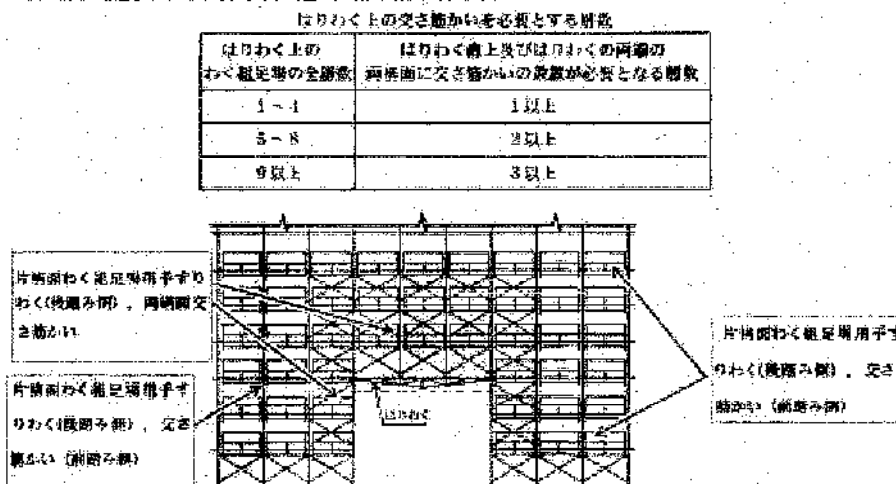 はりわく上の交さ筋かいを必要とする層数
はりわく上の
わく組足場の全層数
はりわく直上及びはりわくの両端の
両構面に交さ筋かいの設置が必要となる層数
1~4
1以上
5~8
2以上
9以上
3以上
片構面わく組足場用手すり
わく(後踏み側)，両構面交
さ筋かい
片構面わく組足場用手す
りわく(後踏み側)，交さ
筋かい(前踏み側)
はりわく
片構面わく組足場用手す
りわく(後踏み側)，交さ
筋かい(前踏み側)